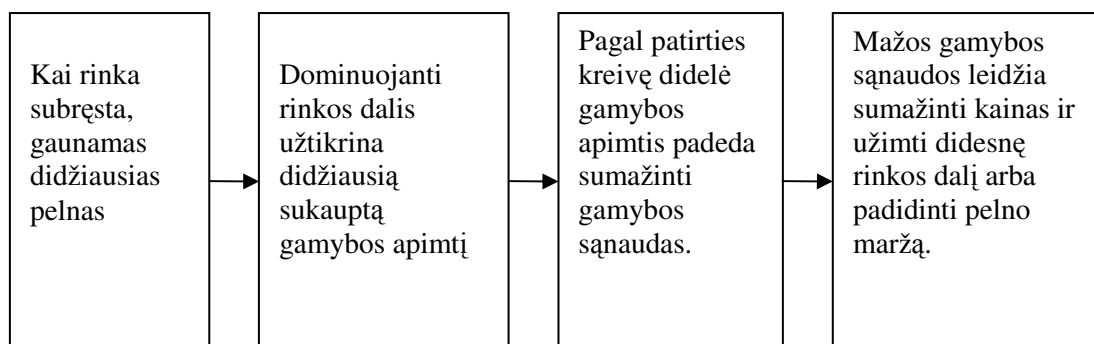 Kai rinka
subręsta,
gaunamas
didžiausias
pelnas
Dominuojanti
rinkos dalis
užtikrina
didžiausią
sukauptą
gamybos apimtį
Pagal patirties
kreivę didelė
gamybos
apimtis padeda
sumažinti
gamybos
sąnaudas.
Mažos gamybos
sąnaudos leidžia
sumažinti kainas ir
užimti didesnę
rinkos dalį arba
padidinti pelno
maržą.